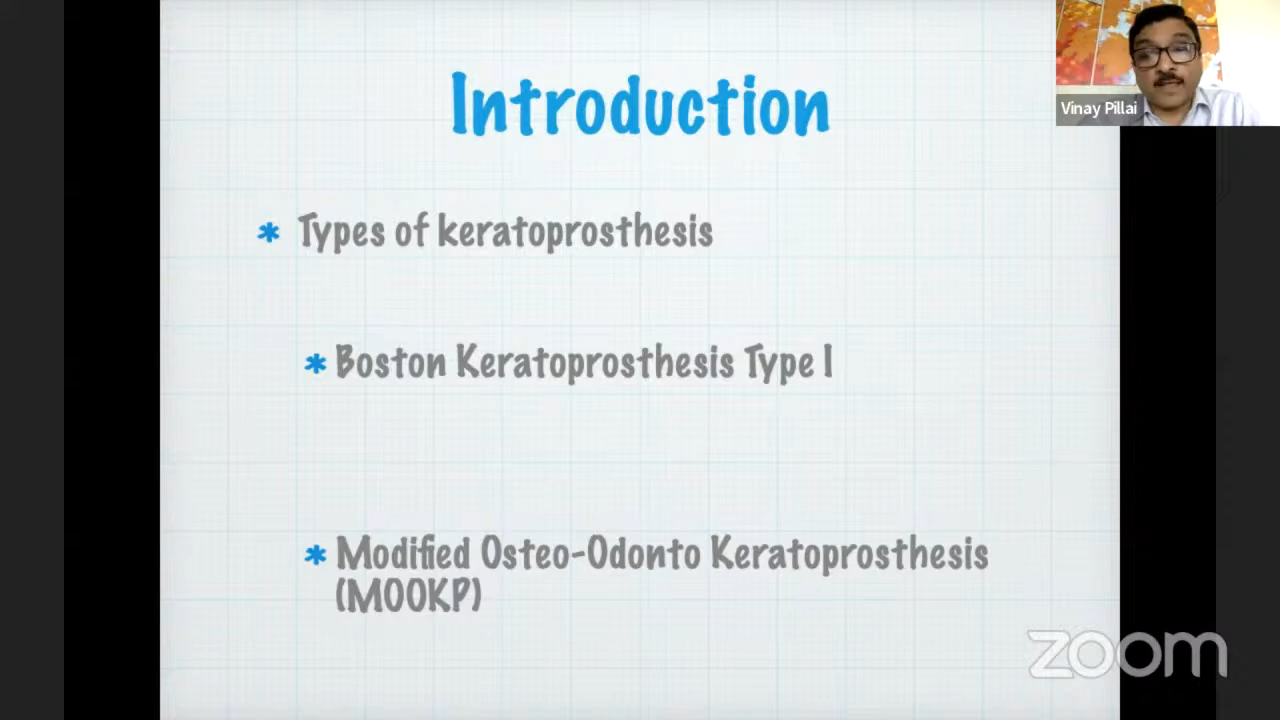 Introduction
Vinay Pillai
* Types of keratoprosthesis
* Boston Keratoprosthesis Type I
* Modified Osteo-Odonto Keratoprosthesis
(MOOKP)
zoom